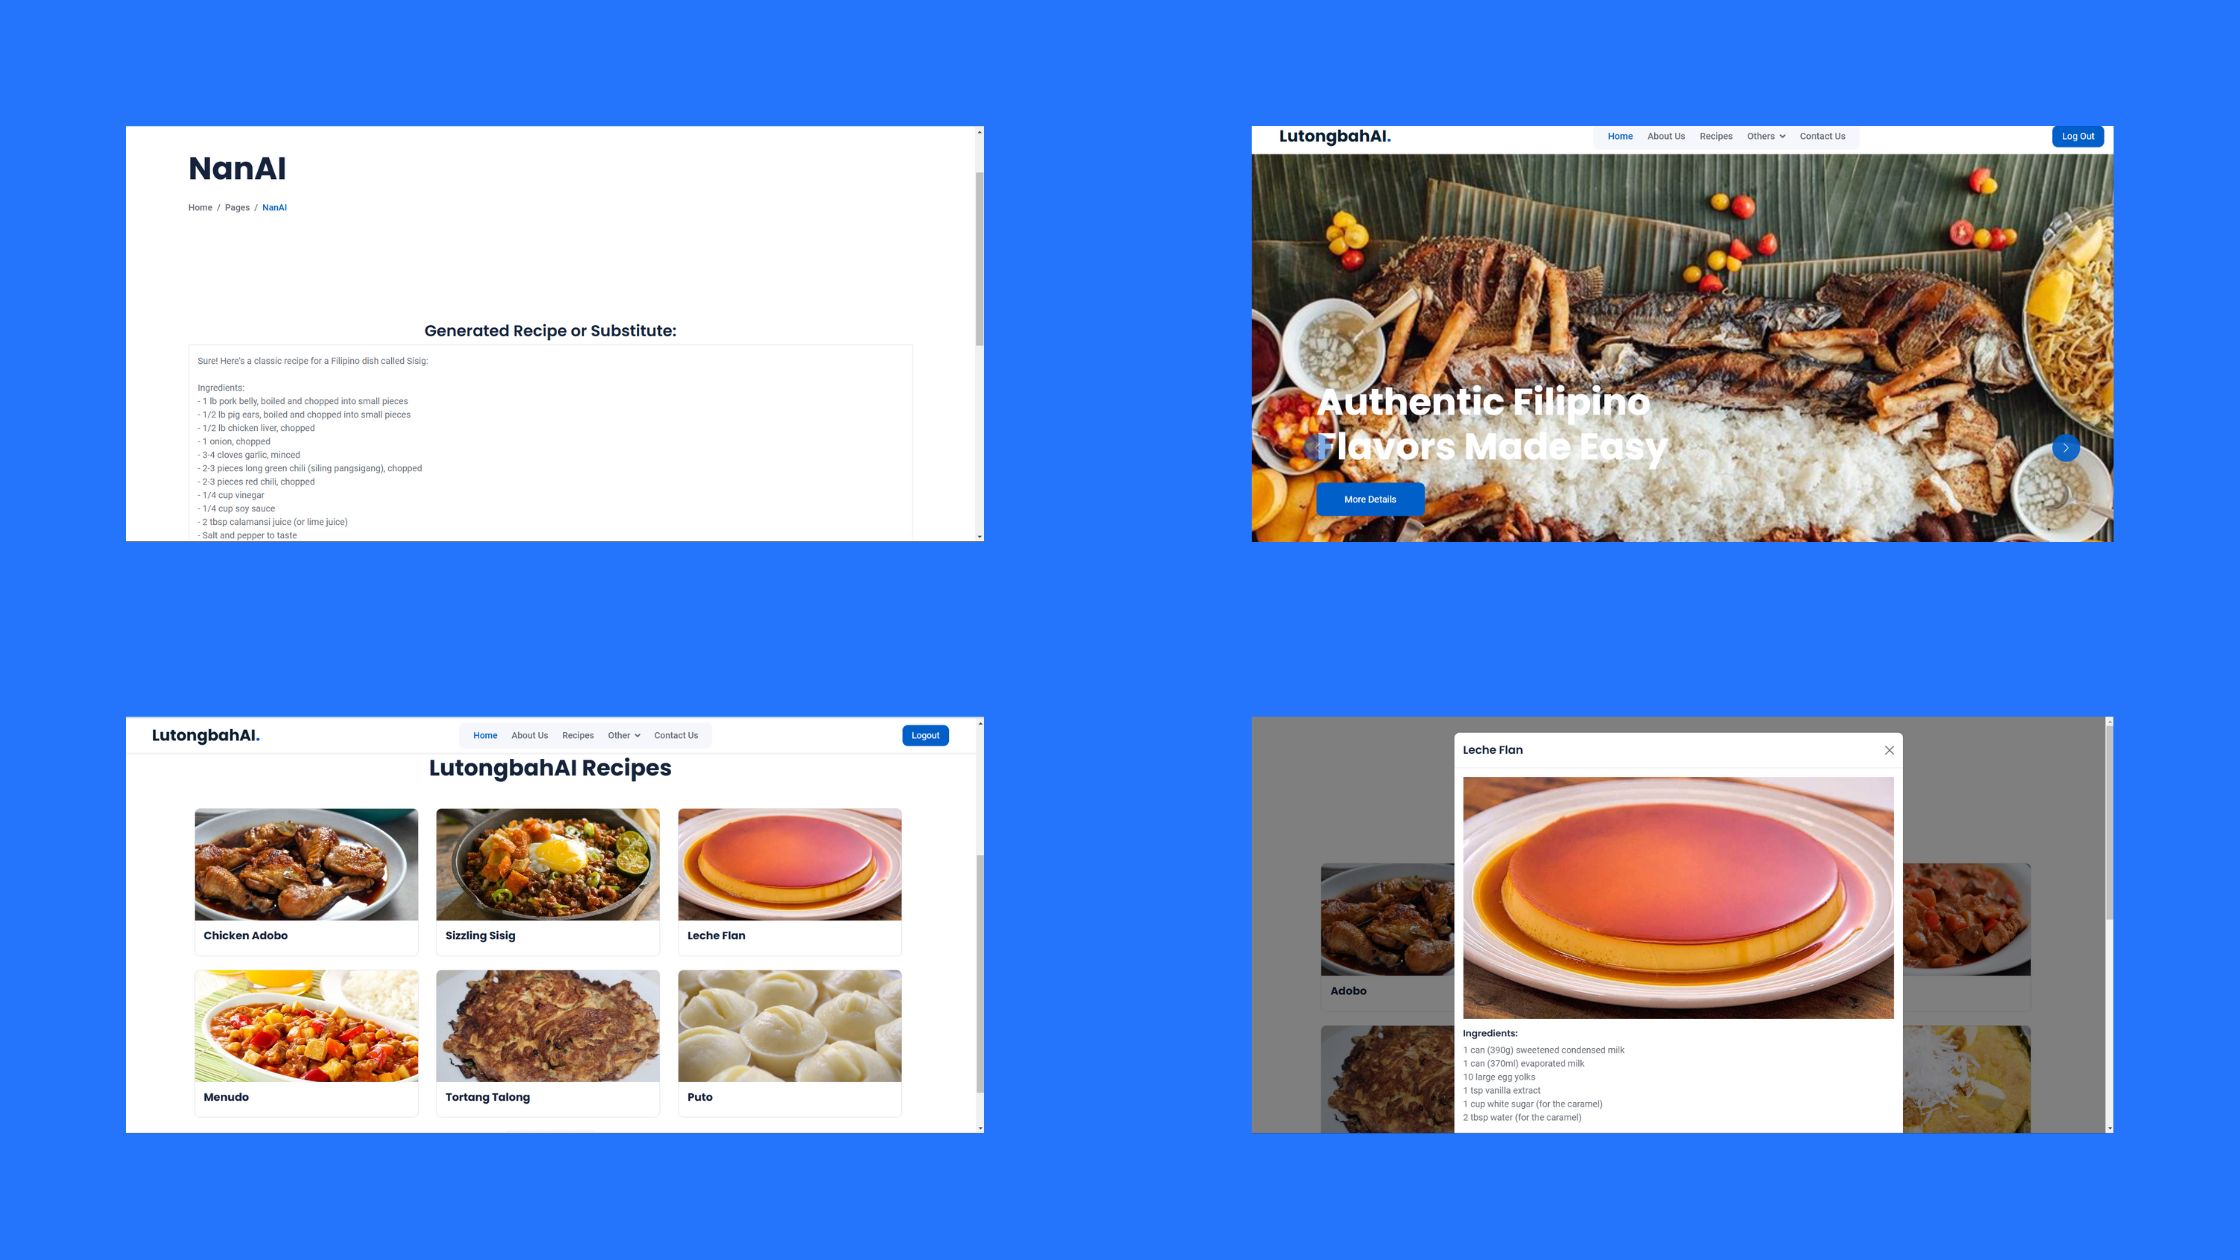 NanAI
Home / Pages / NanAI
Generated Recipe or Substitute:
Sure! Here's a classic recipe for a Filipino dish called Sisig:
Ingredients:
- 1 lb pork belly, boiled and chopped into small pieces
- 1/2 lb pig ears, boiled and chopped into small pieces
- 1/2 lb chicken liver, chopped
- 1 onion, chopped
- 3-4 cloves garlic, minced
- 2-3 pieces long green chili (siling pangsigang), chopped
- 2-3 pieces red chili, chopped
- 1/4 cup vinegar
- 1/4 cup soy sauce
- 2 tbsp calamansi juice (or lime juice)
- Salt and pepper to taste
LutongbahAI.
Home About Us Recipes Others Contact Us
Log Out
Authentic Filipino
Flavors Made Easy
More Details
LutongbahAI.
Home About Us Recipes Other Contact Us
Logout
LutongbahAI Recipes
Chicken Adobo
Sizzling Sisig
Leche Flan
Menudo
Tortang Talong
Puto
Leche Flan
Adobo
Ingredients:
1 can (390g) sweetened condensed milk
1 can (370ml) evaporated milk
10 large egg yolks
1 tsp vanilla extract
1 cup white sugar (for the caramel)
2 tbsp water (for the caramel)